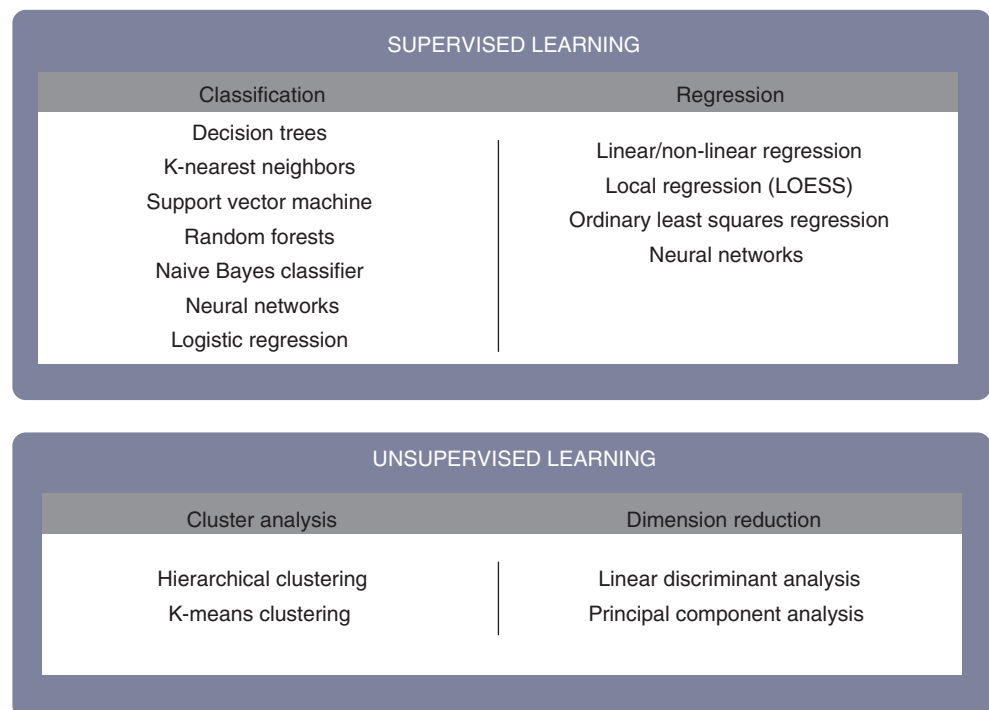 SUPERVISED LEARNING
Classification
Decision trees
K-nearest neighbors
Support vector machine
Random forests
Naive Bayes classifier
Neural networks
Logistic regression
Regression
Linear/non-linear regression
Local regression (LOESS)
Ordinary least squares regression
Neural networks
UNSUPERVISED LEARNING
Cluster analysis
Hierarchical clustering
K-means clustering
Dimension reduction
Linear discriminant analysis
Principal component analysis